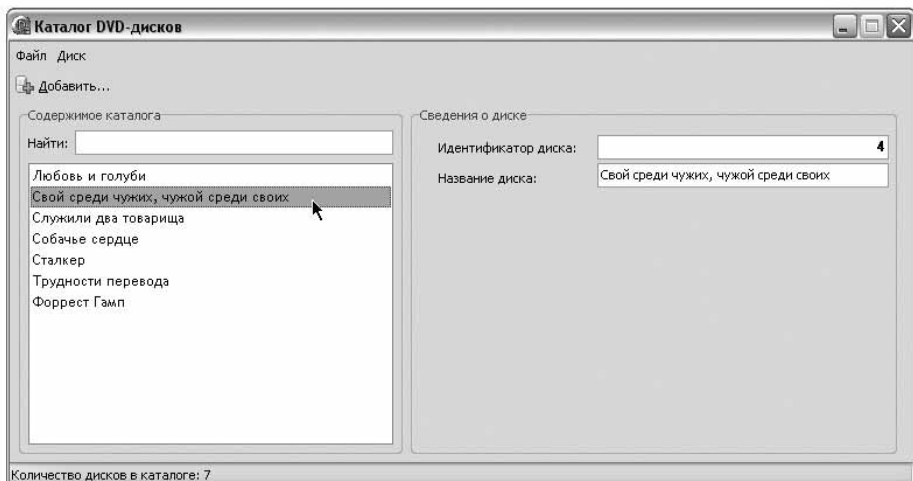 Каталог DVD-дисков
Файл Диск
Добавить...
Содержимое каталога
Найти:
Любовь и голуби
Свой среди чужих, чужой среди своих
Служили два товарища
Собачье сердце
Сталкер
Трудности перевода
Форрест Гамп
Сведения о диске
Идентификатор диска: 4
Название диска: Свой среди чужих, чужой среди своих
Количество дисков в каталоге: 7